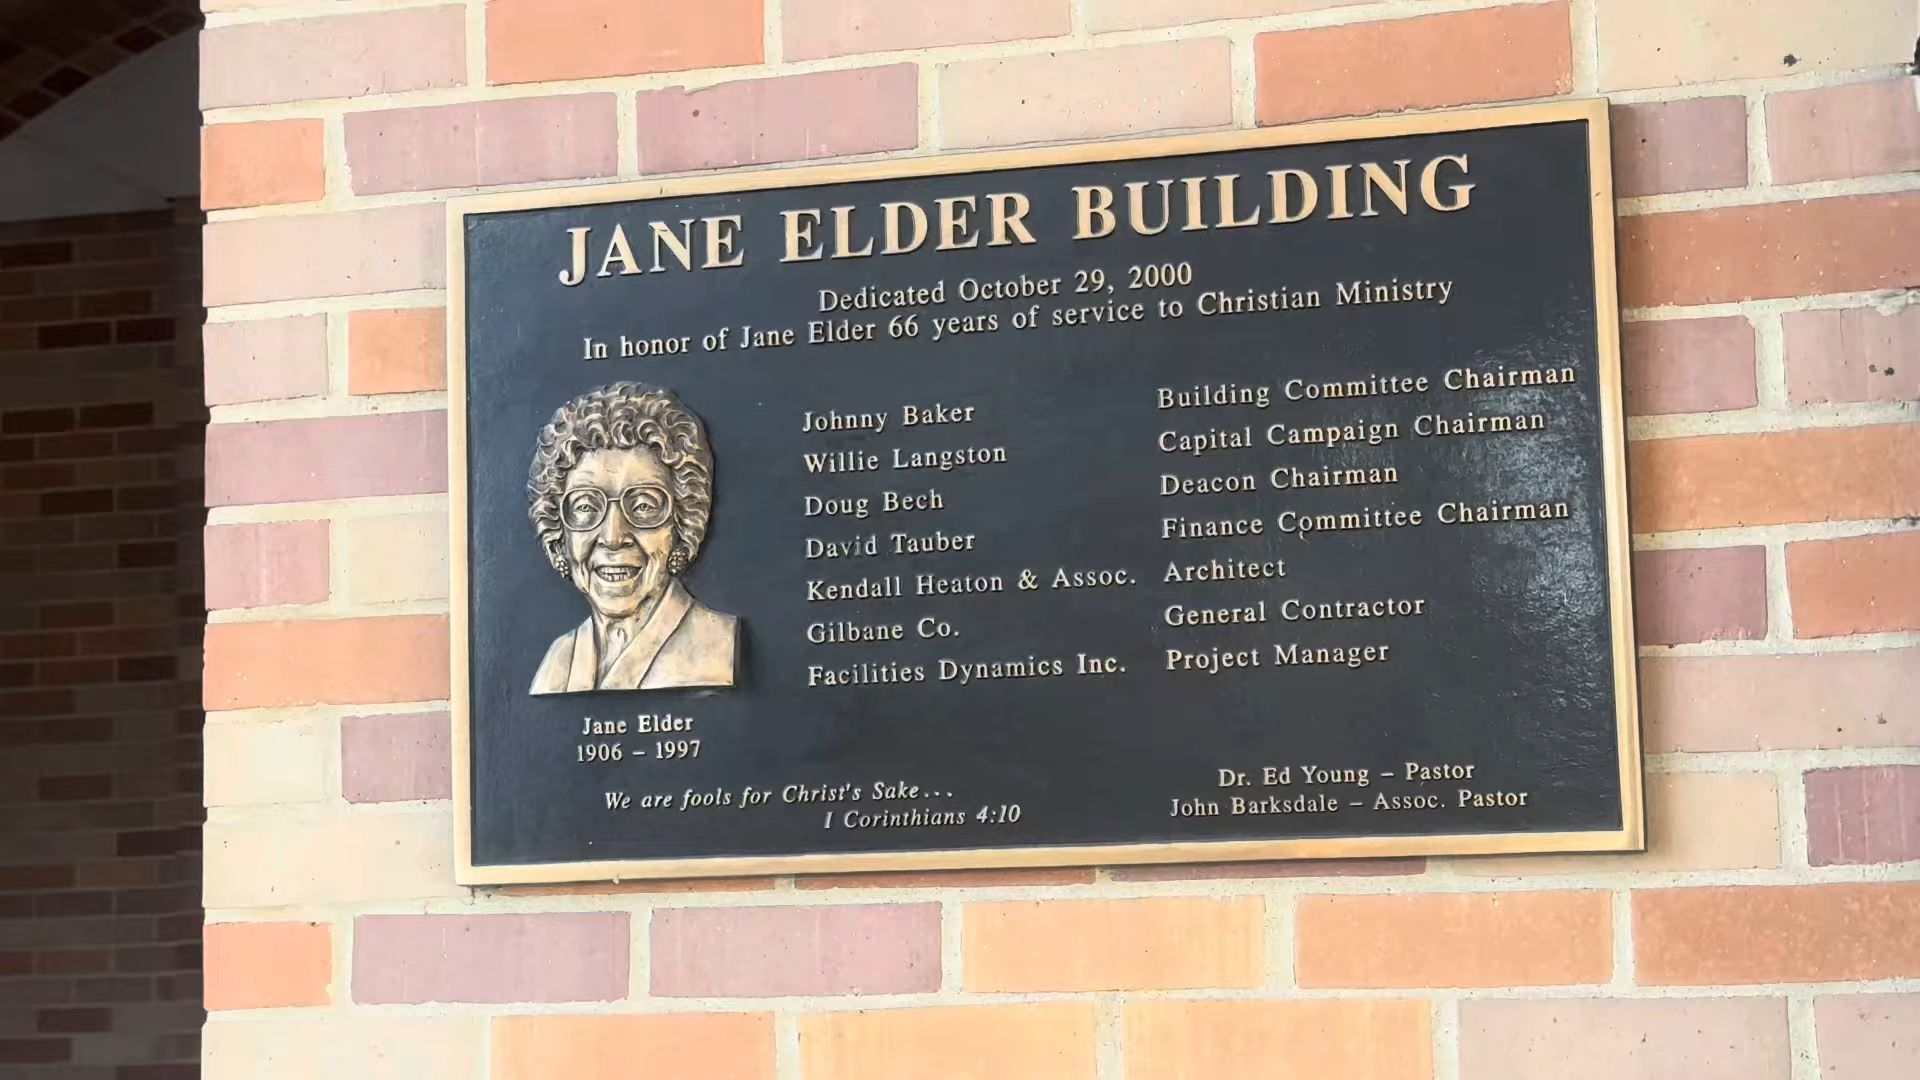 JANE ELDER BUILDING
Dedicated October 29, 2000
In honor of Jane Elder 66 years of service to Christian Ministry
Johnny Baker Building Committee Chairman
Willie Langston Capital Campaign Chairman
Doug Bech Deacon Chairman
David Tauber Finance Committee Chairman
Kendall Heaton & Assoc. Architect
Gilbane Co. General Contractor
Facilities Dynamics Inc. Project Manager
Jane Elder
1906 – 1997
We are fools for Christ's Sake...
I Corinthians 4:10
Dr. Ed Young – Pastor
John Barksdale – Assoc. Pastor